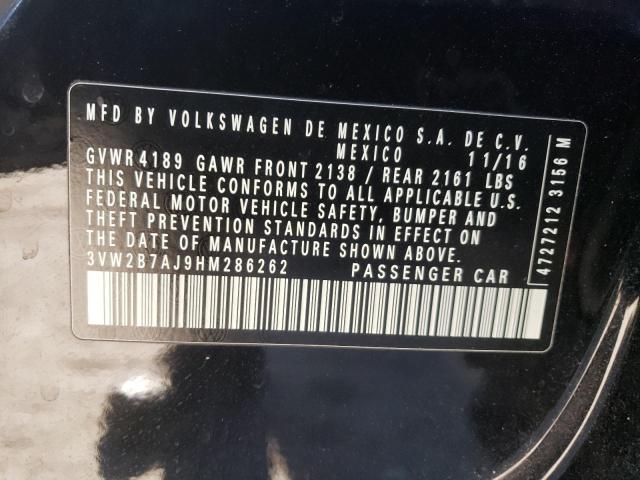 MFD BY VOLKSWAGEN DE MEXICO S.A. DE C.V.
MEXICO 11/16
GVWR 4189 GAWR FRONT 2138 / REAR 2161 LBS
THIS VEHICLE CONFORMS TO ALL APPLICABLE U.S.
FEDERAL MOTOR VEHICLE SAFETY, BUMPER AND
THEFT PREVENTION STANDARDS IN EFFECT ON
THE DATE OF MANUFACTURE SHOWN ABOVE.
3VW2B7AJ9HM286262 PASSENGER CAR
4727212 3156 M